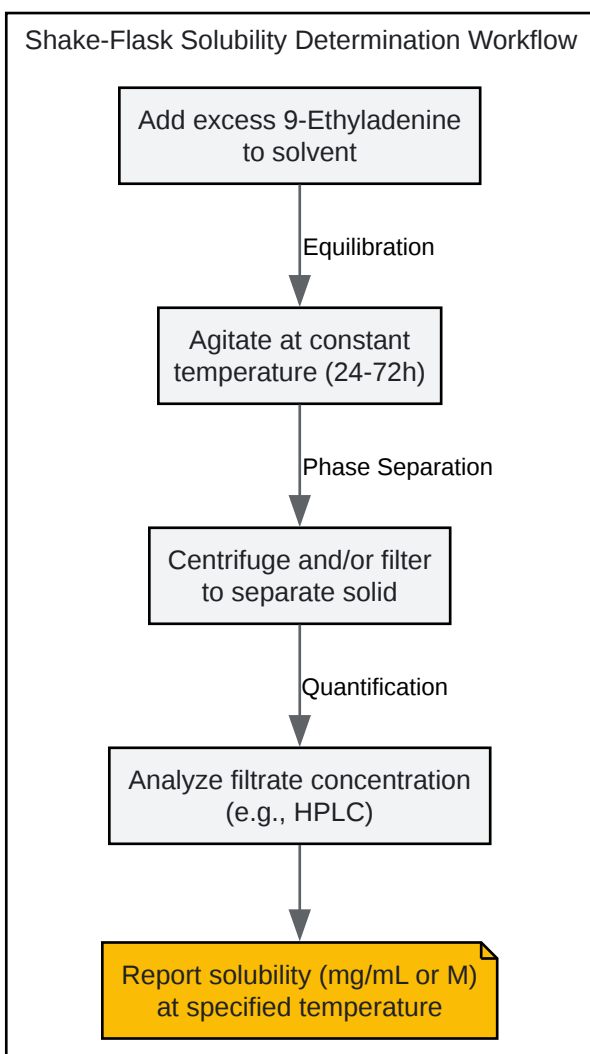 Shake-Flask Solubility Determination Workflow
Add excess 9-Ethyladenine
to solvent
Equilibration
Agitate at constant
temperature (24-72h)
Phase Separation
Centrifuge and/or filter
to separate solid
Quantification
Analyze filtrate concentration
(e.g., HPLC)
Report solubility (mg/mL or M)
at specified temperature